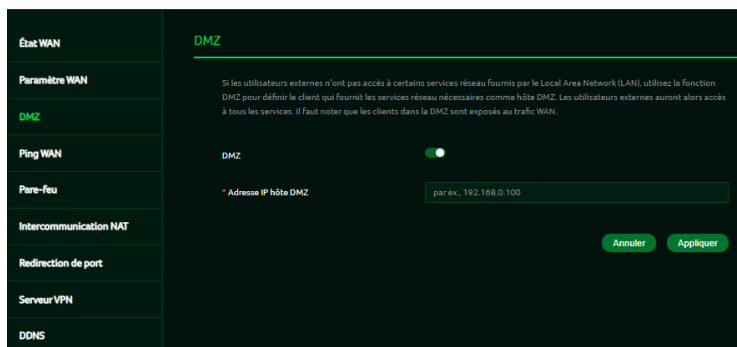 État WAN
Paramètre WAN
DMZ
Ping WAN
Pare-feu
Intercommunication NAT
Redirection de port
Serveur VPN
DDNS
DMZ
Si les utilisateurs externes n'ont pas accès à certains services réseau fournis par le Local Area Network (LAN), utilisez la fonction
DMZ pour définir le client qui fournit les services réseau nécessaires comme hôte DMZ. Les utilisateurs externes auront alors accès
à tous les services. Il faut noter que les clients dans la DMZ sont exposés au trafic WAN.
DMZ
* Adresse IP hôte DMZ
par ex., 192.168.0.100
Annuler
Appliquer